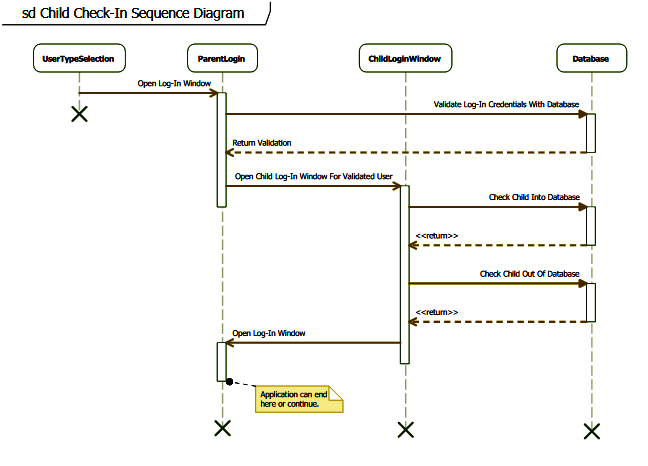 sd Child Check-In Sequence Diagram
UserTypeSelection
ParentLogin
ChildLoginWindow
Database
Open Log-In Window
Validate Log-In Credentials With Database
Return Validation
Open Child Log-In Window For Validated User
Check Child Into Database
<<return>>
Check Child Out Of Database
<<return>>
Open Log-In Window
Application can end
here or continue.